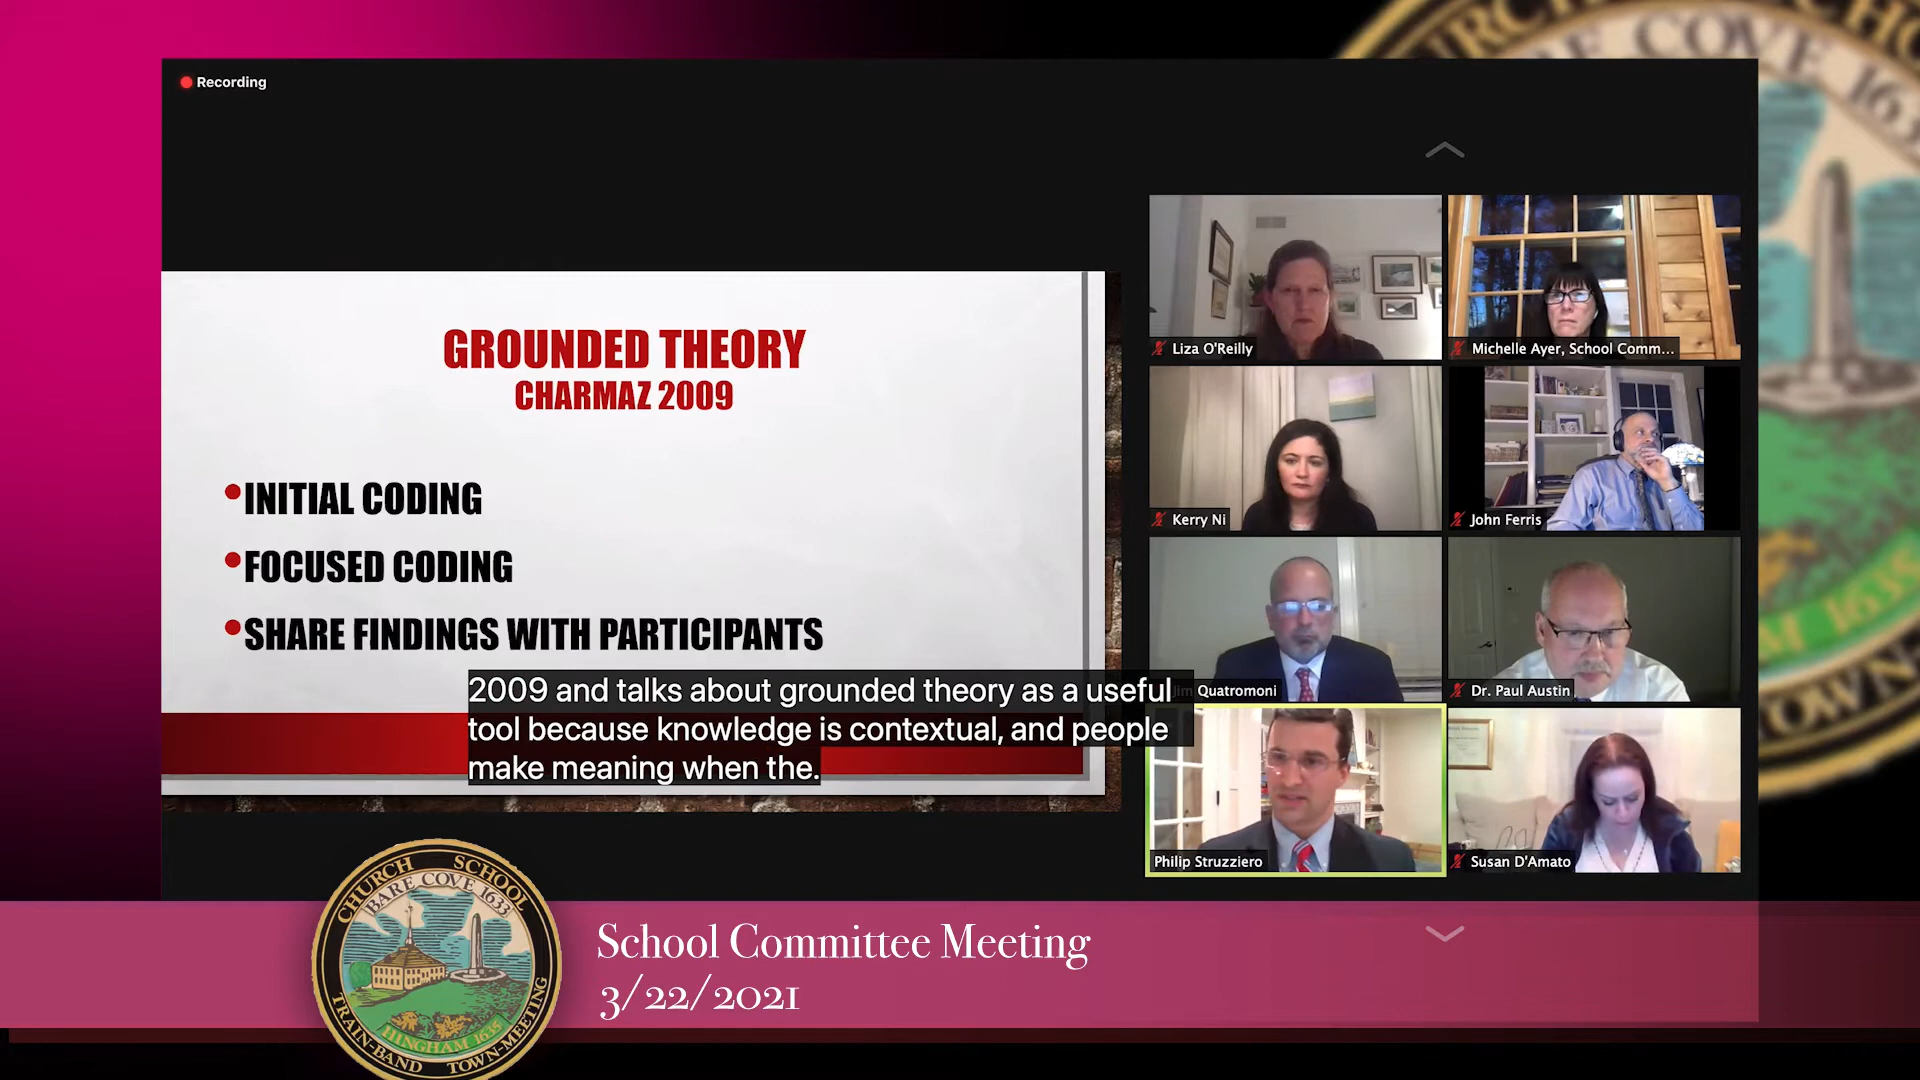 Recording
GROUNDED THEORY
CHARMAZ 2009
•INITIAL CODING
•FOCUSED CODING
•SHARE FINDINGS WITH PARTICIPANTS
2009 and talks about grounded theory as a useful
tool because knowledge is contextual, and people
make meaning when the.
Liza O'Reilly
Michelle Ayer, School Comm...
Kerry Ni
John Ferris
Jim Quatromoni
Dr. Paul Austin
Philip Struzziero
Susan D'Amato
School Committee Meeting
3/22/2021
CHURCH SCHOOL
BARE COVE 1633
HINGHAM 1635
TRAIN-BAND TOWN-MEETING